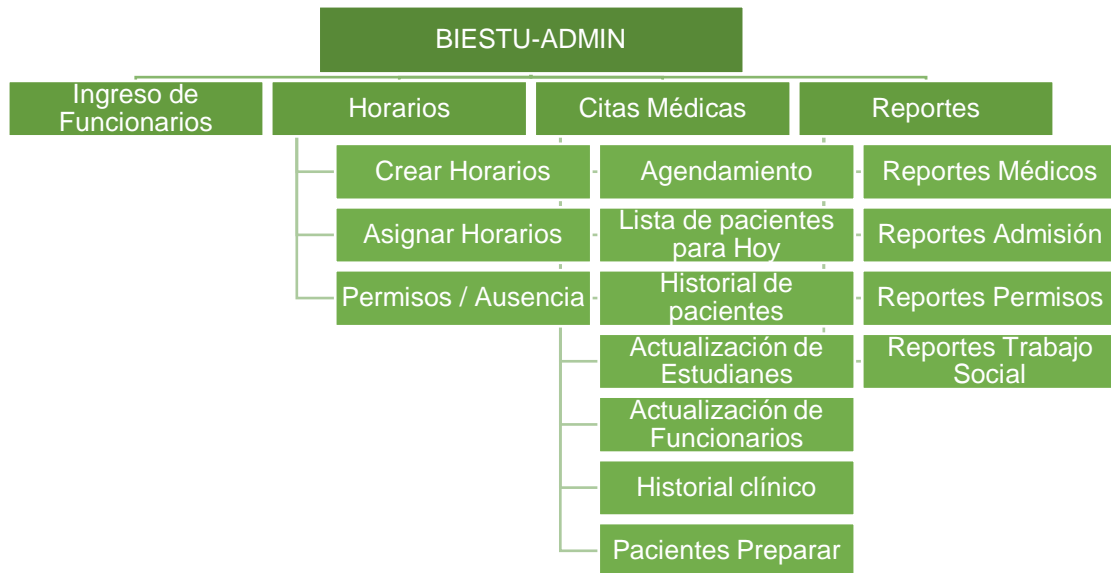 BIESTU-ADMIN
Ingreso de
Funcionarios
Horarios
Citas Médicas
Reportes
Crear Horarios
Asignar Horarios
Permisos / Ausencia
Agendamiento
Lista de pacientes
para Hoy
Historial de
pacientes
Actualización de
Estudianes
Actualización de
Funcionarios
Historial clínico
Pacientes Preparar
Reportes Médicos
Reportes Admisión
Reportes Permisos
Reportes Trabajo
Social